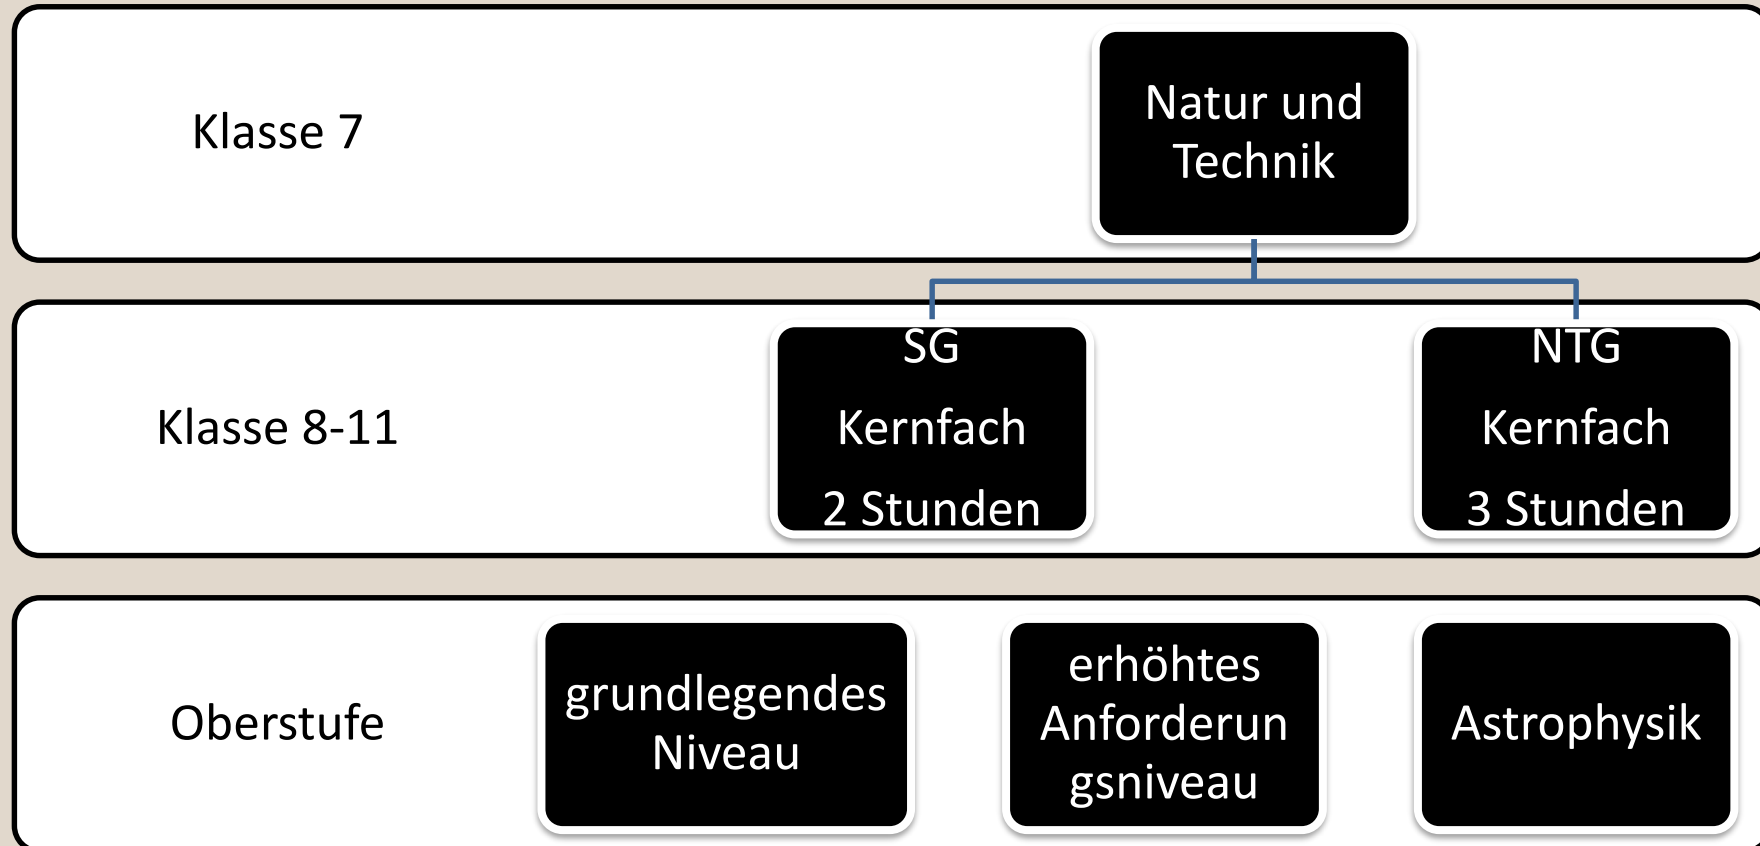 Klasse 7
Natur und
Technik
Klasse 8-11
SG
Kernfach
2 Stunden
NTG
Kernfach
3 Stunden
Oberstufe
grundlegendes
Niveau
erhöhtes
Anforderun
gsniveau
Astrophysik